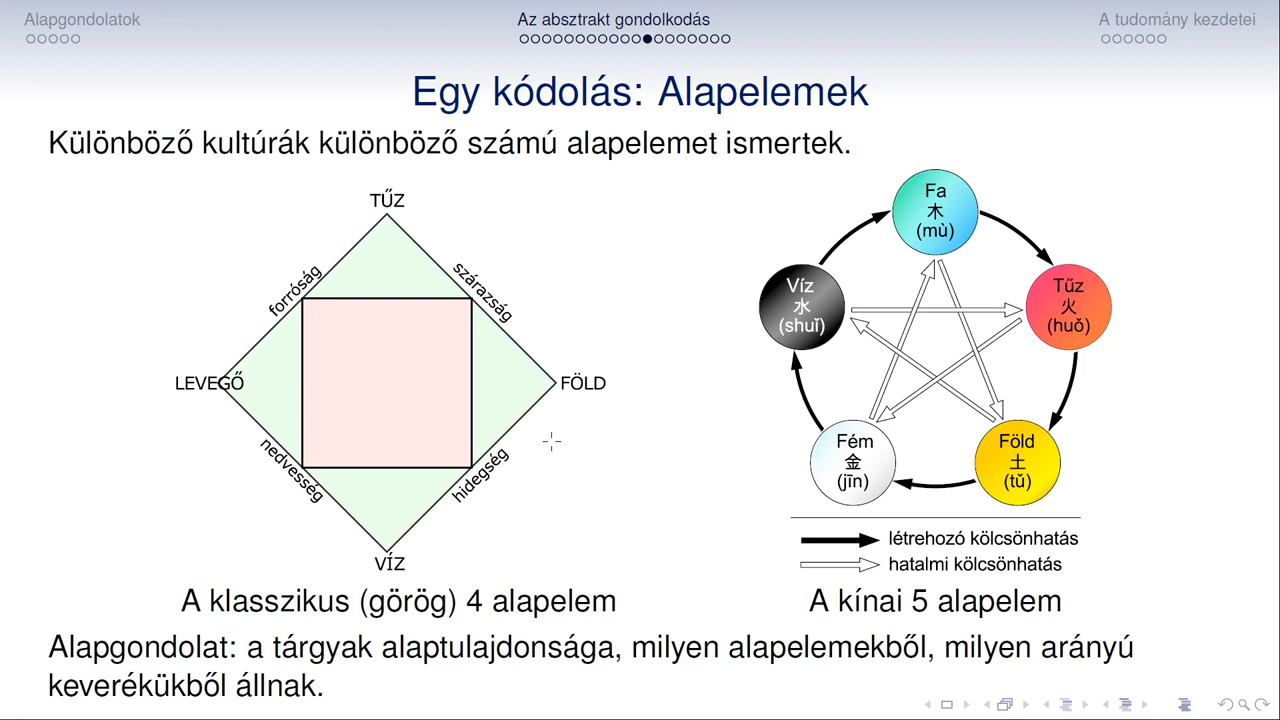 Alapgondolatok
Az absztrakt gondolkodás
A tudomány kezdetei
Egy kódolás: Alapelemek
Különböző kultúrák különböző számú alapelemet ismertek.
TŰZ
forróság
szárazság
LEVEGŐ
FÖLD
nedvesség
hidegség
VÍZ
A klasszikus (görög) 4 alapelem
Fa
木
(mù)
Víz
水
(shuǐ)
Tűz
火
(huǒ)
Fém
金
(jīn)
Föld
土
(tǔ)
létrehozó kölcsönhatás
hatalmi kölcsönhatás
A kínai 5 alapelem
Alapgondolat: a tárgyak alaptulajdonsága, milyen alapelemekből, milyen arányú
keverékükből állnak.